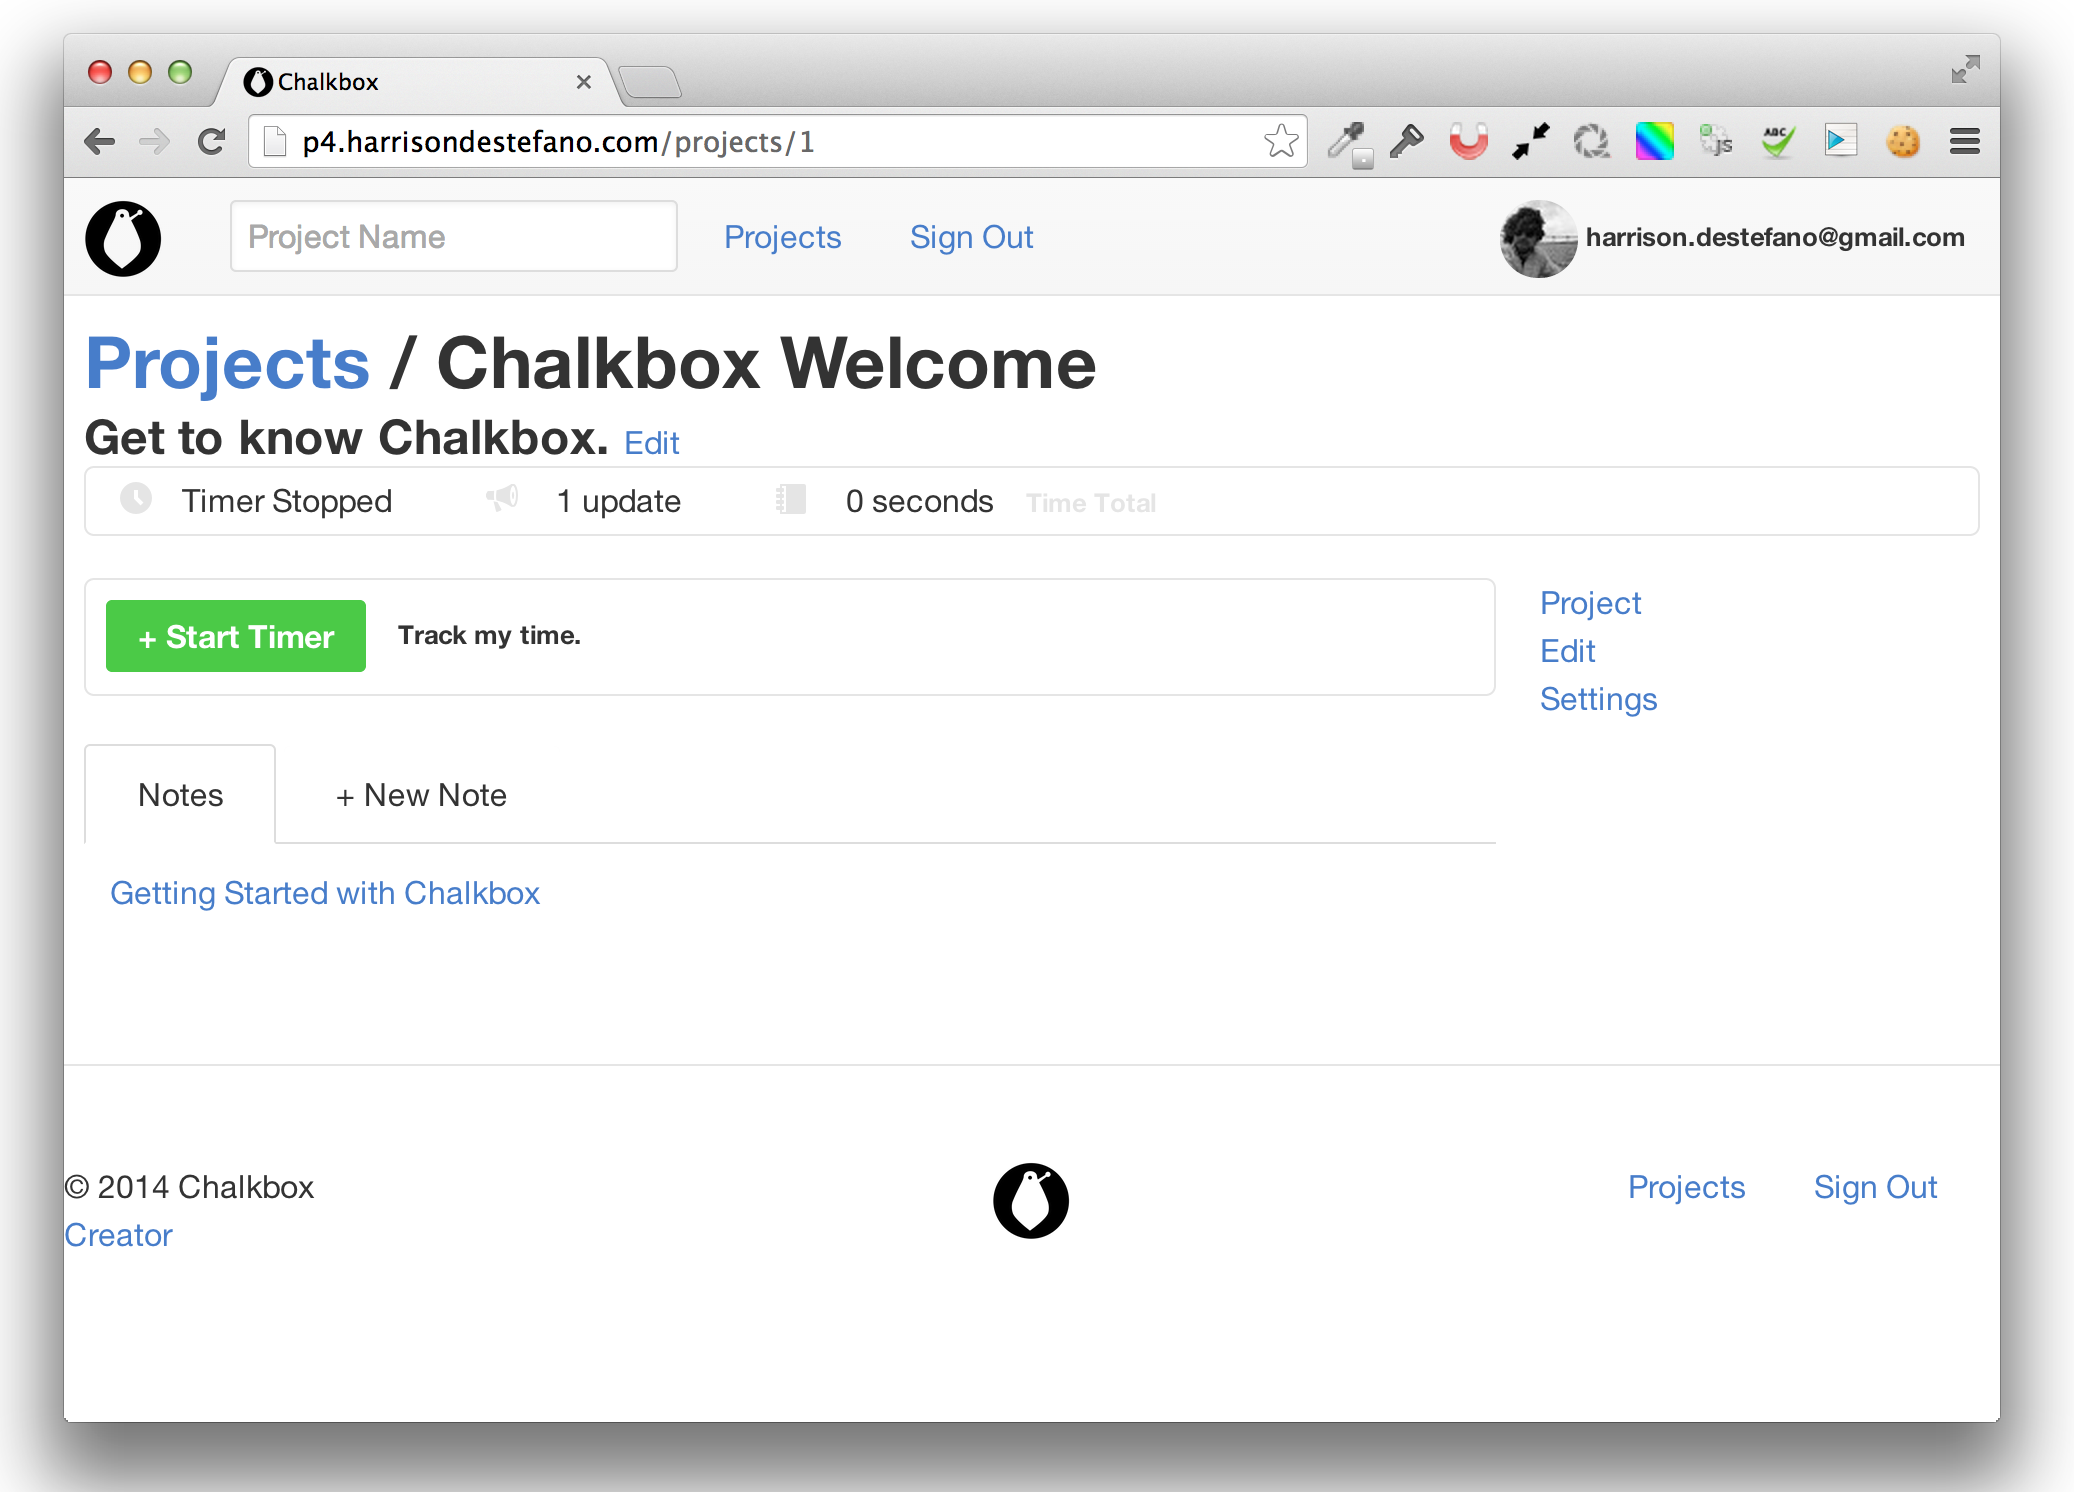 Chalkbox
p4.harrisondestefano.com/projects/1
JS
ABC
Project Name
Projects
Sign Out
harrison.destefano@gmail.com
Projects / Chalkbox Welcome
Get to know Chalkbox. Edit
Timer Stopped
1 update
0 seconds Time Total
+ Start Timer
Track my time.
Project
Edit
Settings
Notes
+ New Note
Getting Started with Chalkbox
© 2014 Chalkbox
Creator
Projects
Sign Out